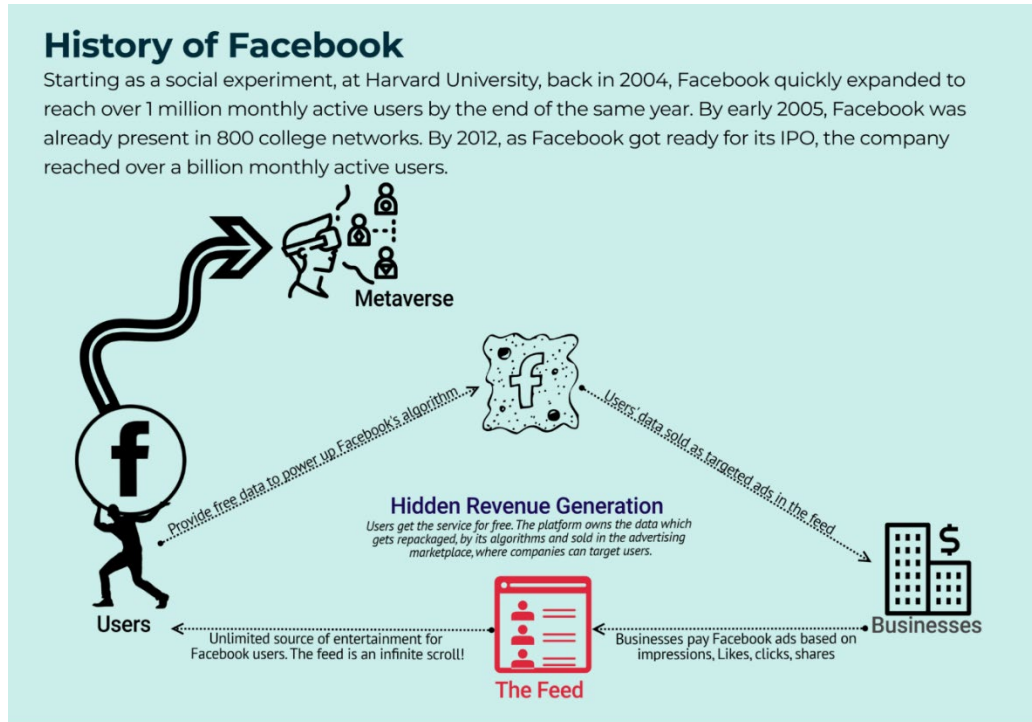 History of Facebook
Starting as a social experiment, at Harvard University, back in 2004, Facebook quickly expanded to
reach over 1 million monthly active users by the end of the same year. By early 2005, Facebook was
already present in 800 college networks. By 2012, as Facebook got ready for its IPO, the company
reached over a billion monthly active users.
Metaverse
f
f
Provide free data to power up Facebook's algorithm
Users' data sold as targeted ads in the feed
Hidden Revenue Generation
Users get the service for free. The platform owns the data which
gets repackaged, by its algorithms and sold in the advertising
marketplace, where companies can target users.
$
Users
Businesses
Unlimited source of entertainment for
Facebook users. The feed is an infinite scroll!
Businesses pay Facebook ads based on
impressions, Likes, clicks, shares
The Feed